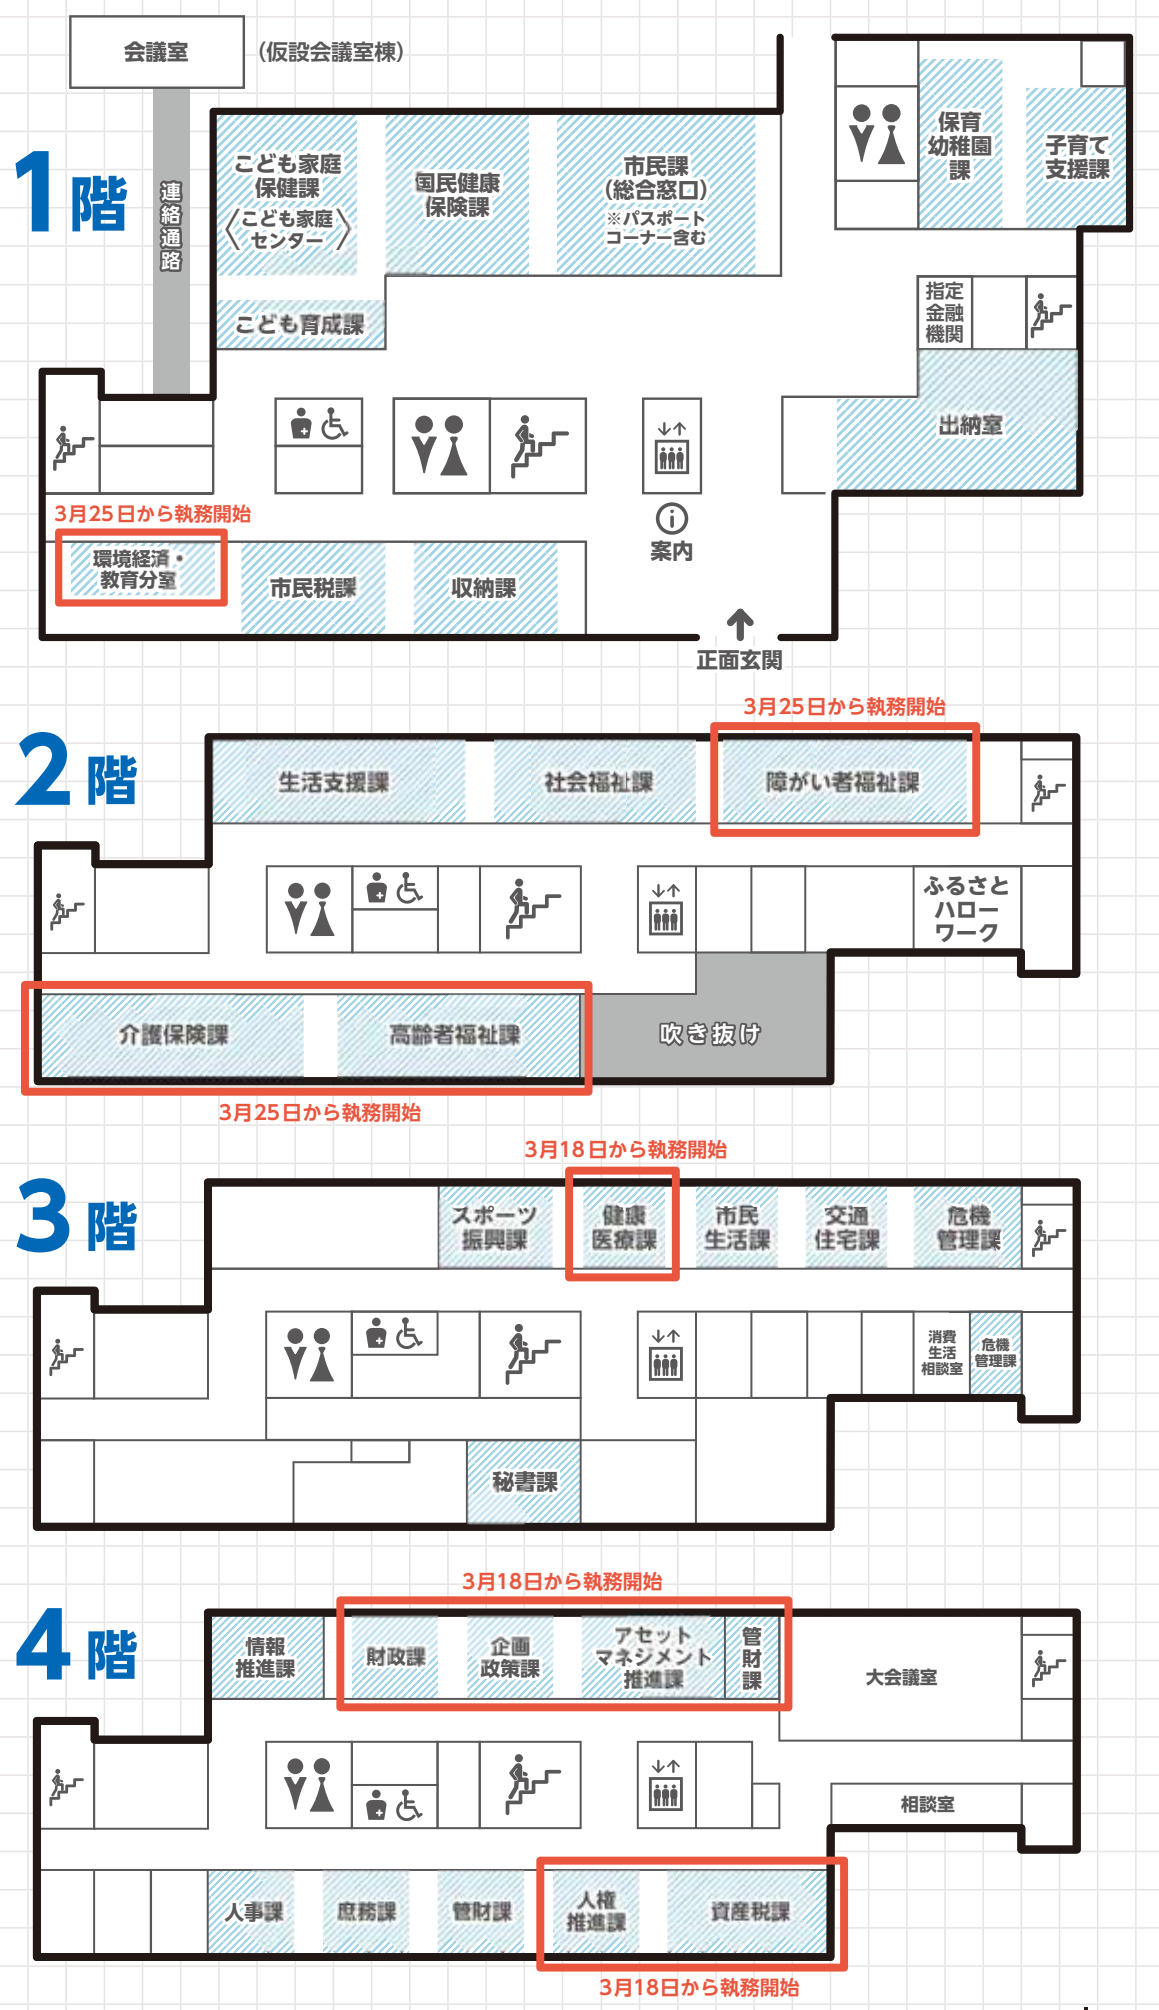 会議室
(仮設会議室棟)
1階
連絡通路
こども家庭
保健課
〈こども家庭
センター〉
国民健康
保険課
市民課
(総合窓口)
※パスポート
コーナー含む
保育
幼稚園
課
子育て
支援課
こども育成課
指定
金融
機関
出納室
3月25日から執務開始
環境経済・
教育分室
市民税課
収納課
案内
正面玄関
3月25日から執務開始
2階
生活支援課
社会福祉課
障がい者福祉課
ふるさと
ハロー
ワーク
介護保険課
高齢者福祉課
吹き抜け
3月25日から執務開始
3月18日から執務開始
3階
スポーツ
振興課
健康
医療課
市民
生活課
交通
住宅課
危機
管理課
消費
生活
相談室
危機
管理課
秘書課
3月18日から執務開始
4階
情報
推進課
財政課
企画
政策課
アセット
マネジメント
推進課
管財課
大会議室
相談室
人事課
庶務課
管財課
人権
推進課
資産税課
3月18日から執務開始